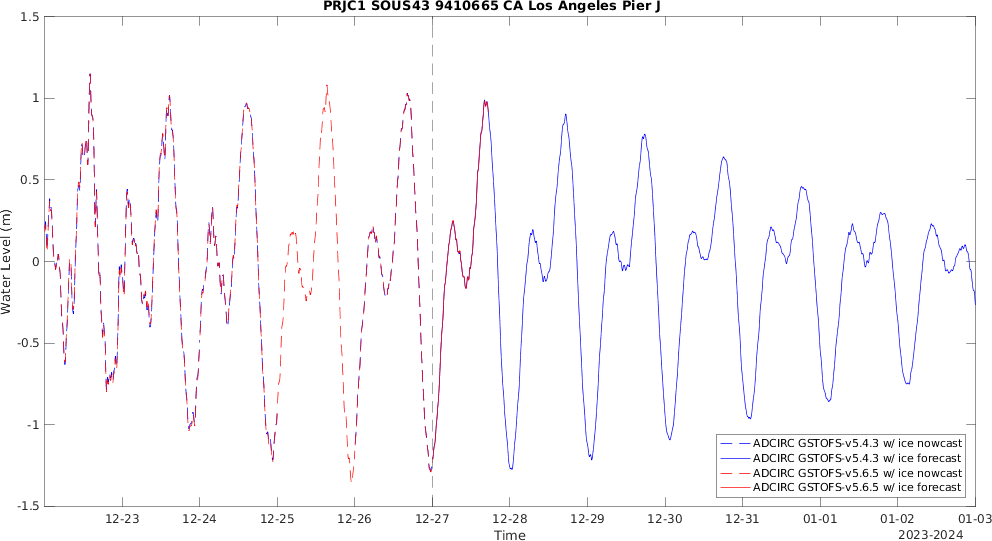 PRJC1 SOUS43 9410665 CA Los Angeles Pier J
1.5
1
0.5
0
-0.5
-1
-1.5
Water Level (m)
ADCIRC GSTOFS-v5.4.3 w/ ice nowcast
ADCIRC GSTOFS-v5.4.3 w/ ice forecast
ADCIRC GSTOFS-v5.6.5 w/ ice nowcast
ADCIRC GSTOFS-v5.6.5 w/ ice forecast
12-23 12-24 12-25 12-26 12-27 12-28 12-29 12-30 12-31 01-01 01-02 01-03
Time
2023-2024